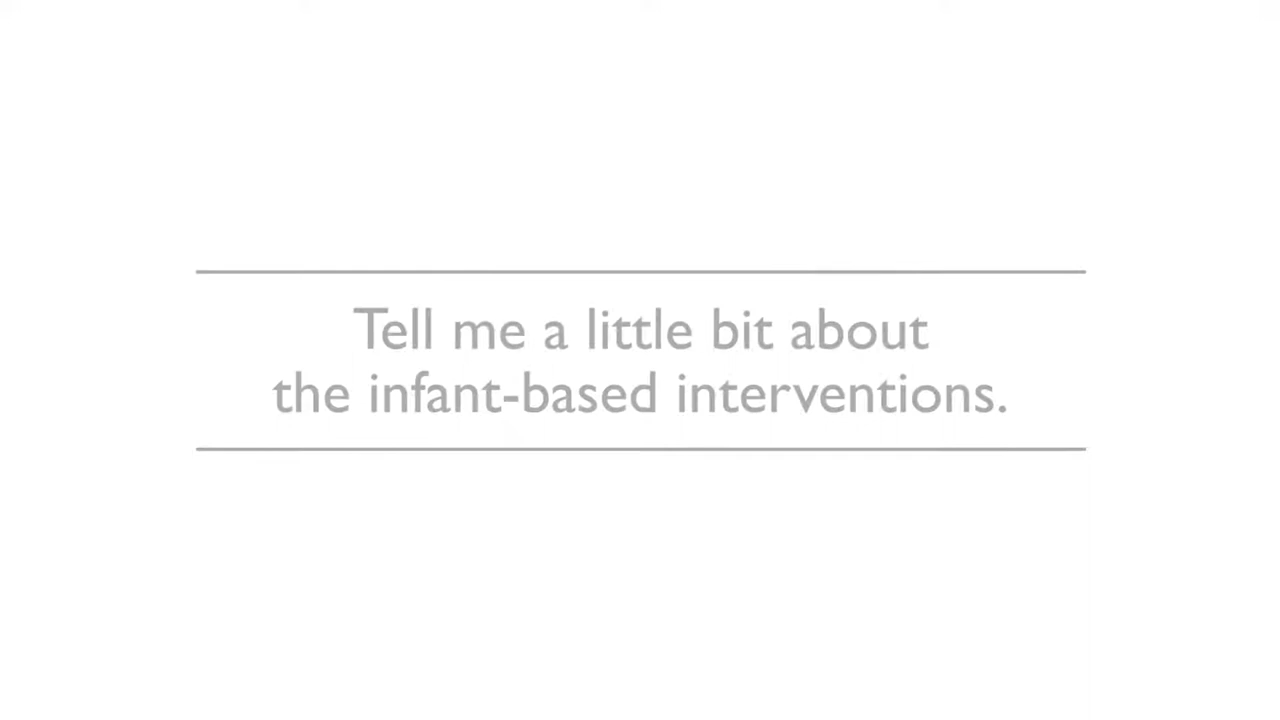 Tell me a little bit about
the infant-based interventions.